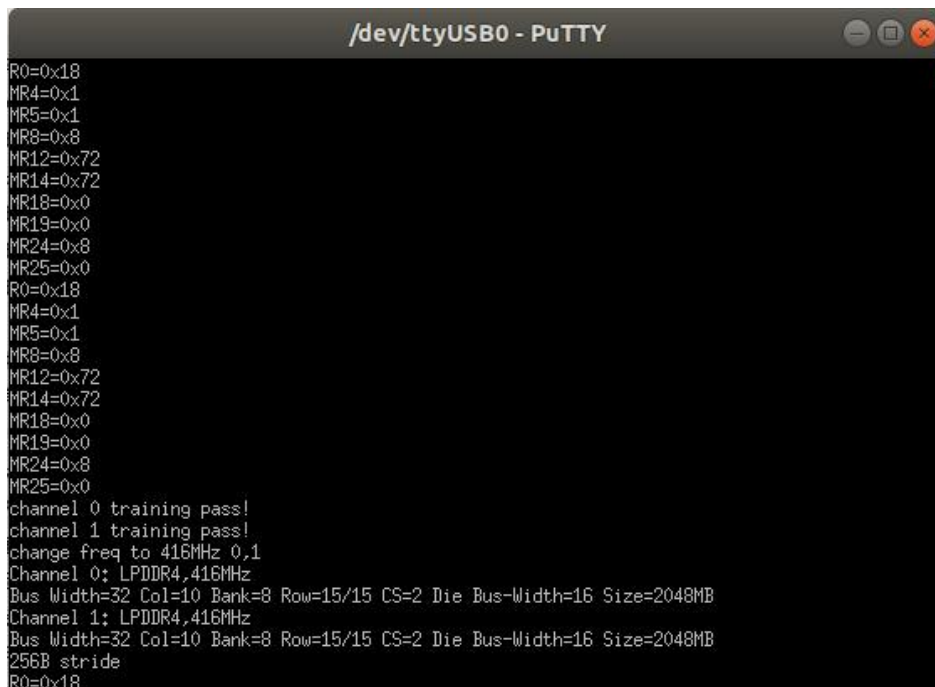 /dev/ttyUSB0 - PuTTY
R0=0x18
MR4=0x1
MR5=0x1
MR8=0x8
MR12=0x72
MR14=0x72
MR18=0x0
MR19=0x0
MR24=0x8
MR25=0x0
R0=0x18
MR4=0x1
MR5=0x1
MR8=0x8
MR12=0x72
MR14=0x72
MR18=0x0
MR19=0x0
MR24=0x8
MR25=0x0
channel 0 training pass!
channel 1 training pass!
change freq to 416MHz 0,1
Channel 0: LPDDR4,416MHz
Bus Width=32 Col=10 Bank=8 Row=15/15 CS=2 Die Bus-Width=16 Size=2048MB
Channel 1: LPDDR4,416MHz
Bus Width=32 Col=10 Bank=8 Row=15/15 CS=2 Die Bus-Width=16 Size=2048MB
256B stride
R0=0x18